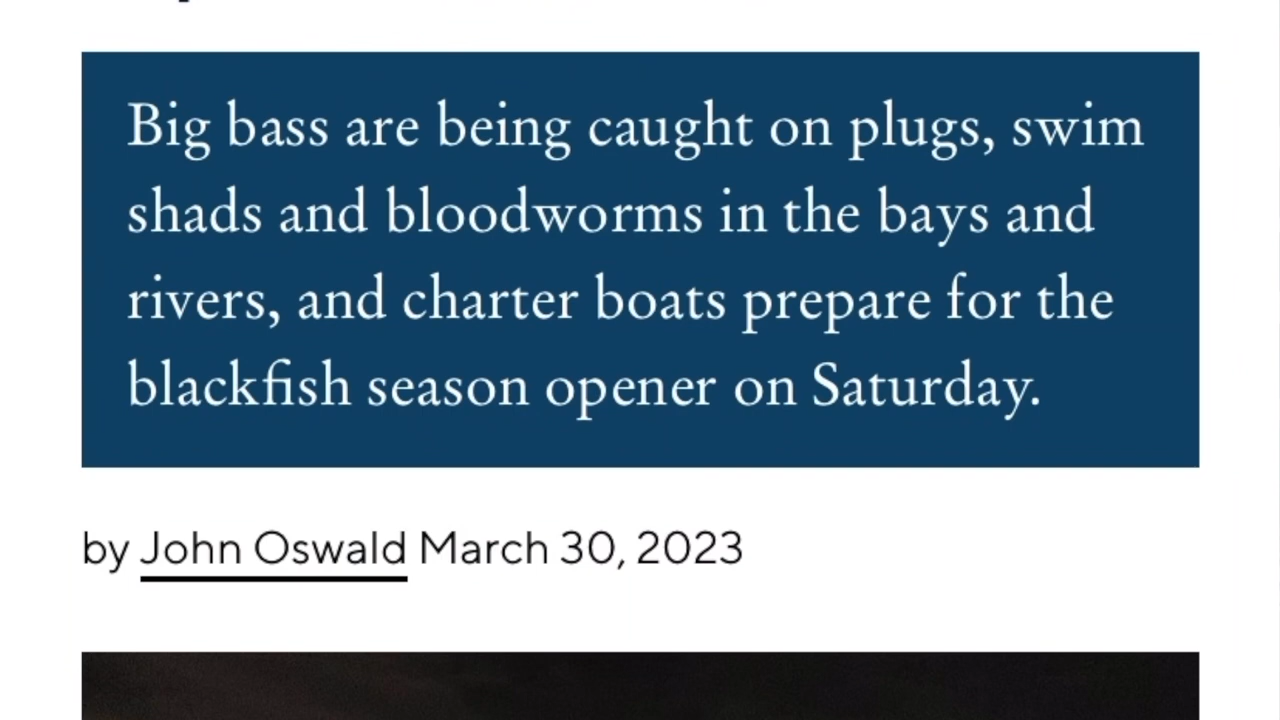 Big bass are being caught on plugs, swim
shads and bloodworms in the bays and
rivers, and charter boats prepare for the
blackfish season opener on Saturday.
by John Oswald March 30, 2023